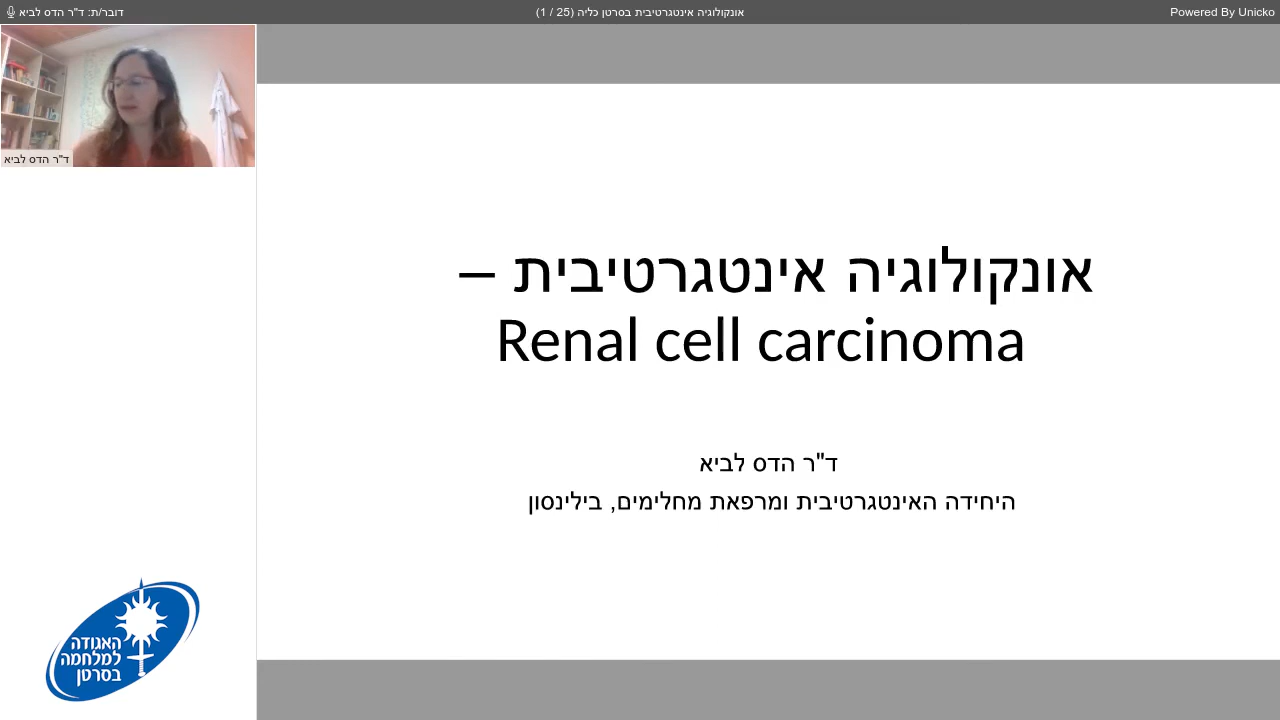 דובר/ת: ד"ר הדס לביא
אונקולוגיה אינטגרטיבית בסרטן כליה (25 / 1)
Powered By Unicko
ד"ר הדס לביא
אונקולוגיה אינטגרטיבית –
Renal cell carcinoma
ד"ר הדס לביא
היחידה האינטגרטיבית ומרפאת מחלימים, בילינסון
האגודה
למלחמה
בסרטן